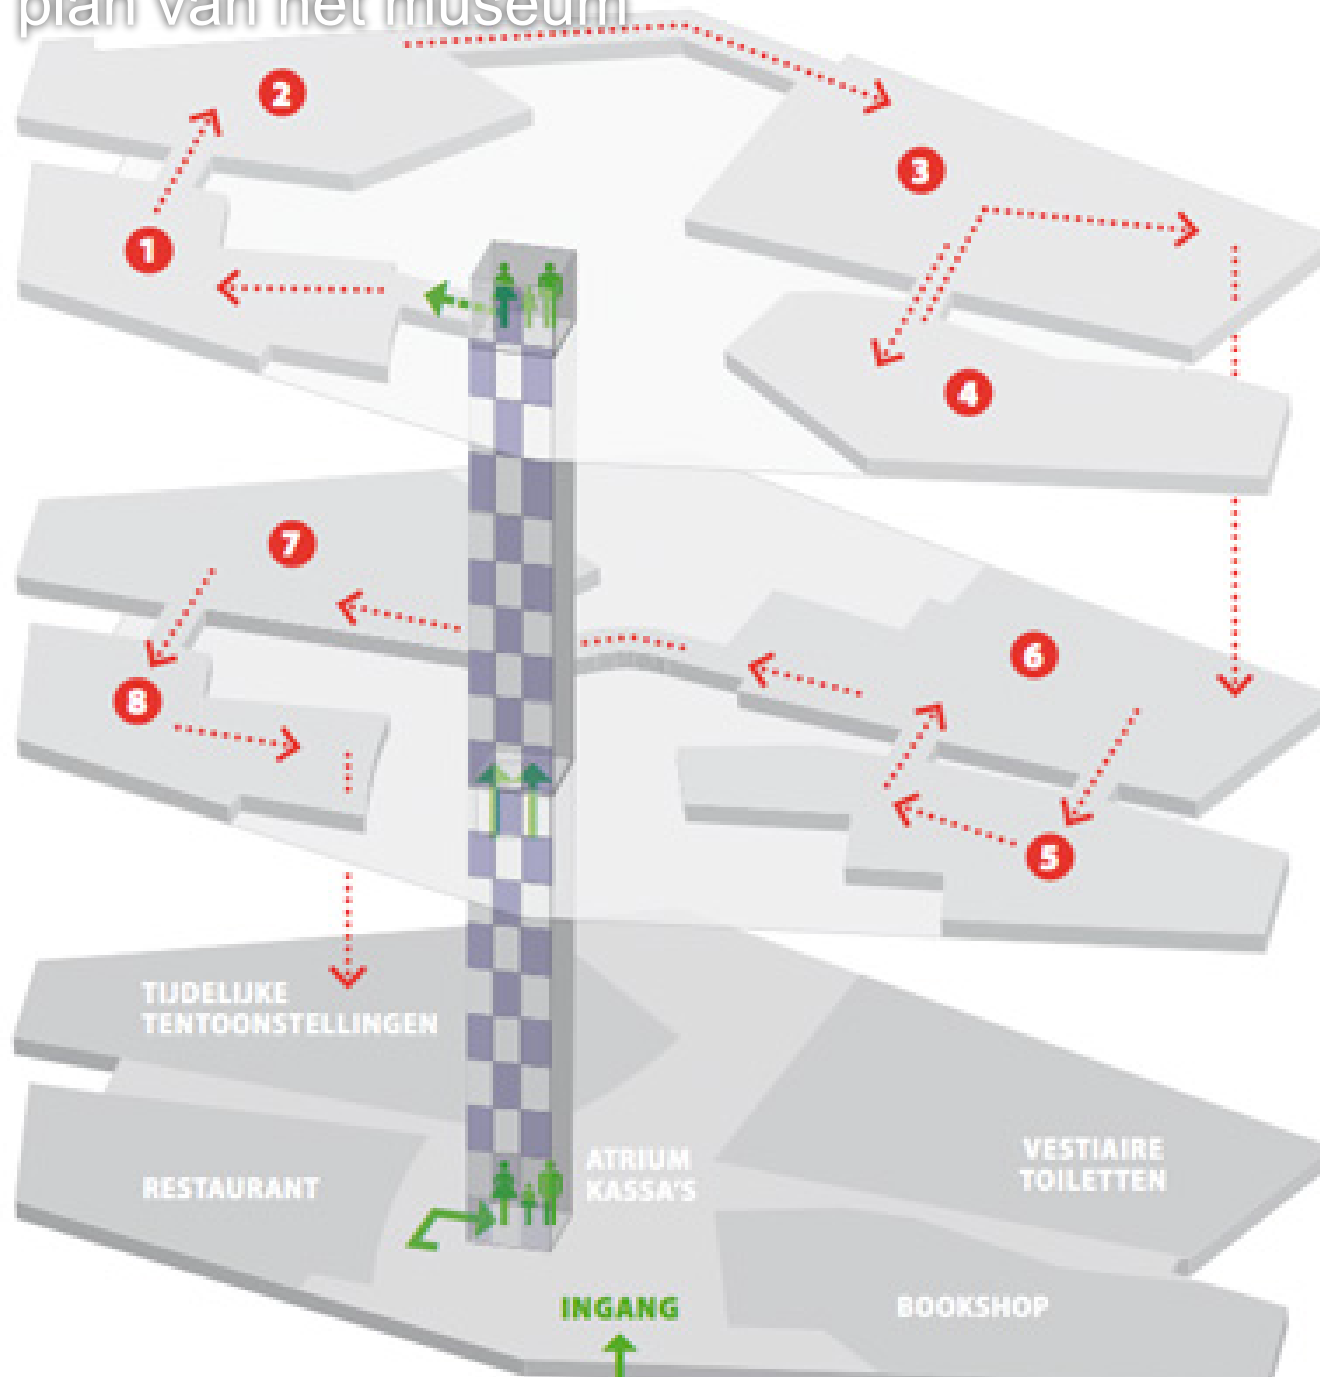 plan van het museum
2
3
1
4
7
6
8
5
TIJDELIJKE
TENTOONSTELLINGEN
ATRIUM
KASSA'S
VESTIAIRE
TOILETTEN
RESTAURANT
INGANG
BOOKSHOP